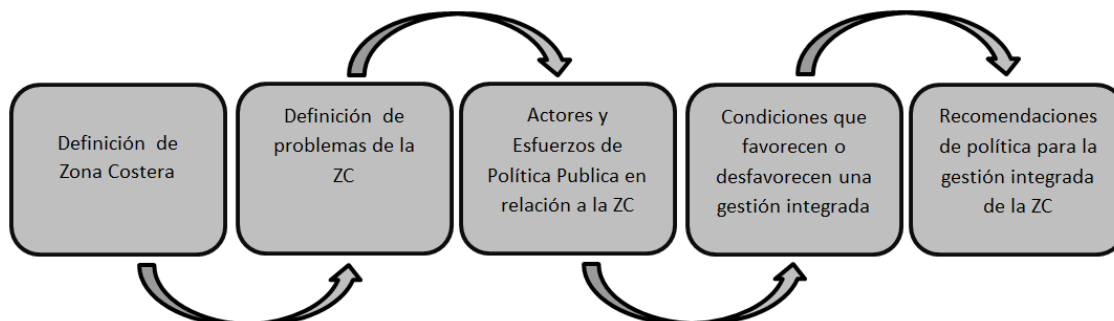 Definición de
Zona Costera
Definición de
problemas de la
ZC
Actores y
Esfuerzos de
Política Publica en
relación a la ZC
Condiciones que
favorecen o
desfavorecen una
gestión integrada
Recomendaciones
de política para la
gestión integrada
de la ZC